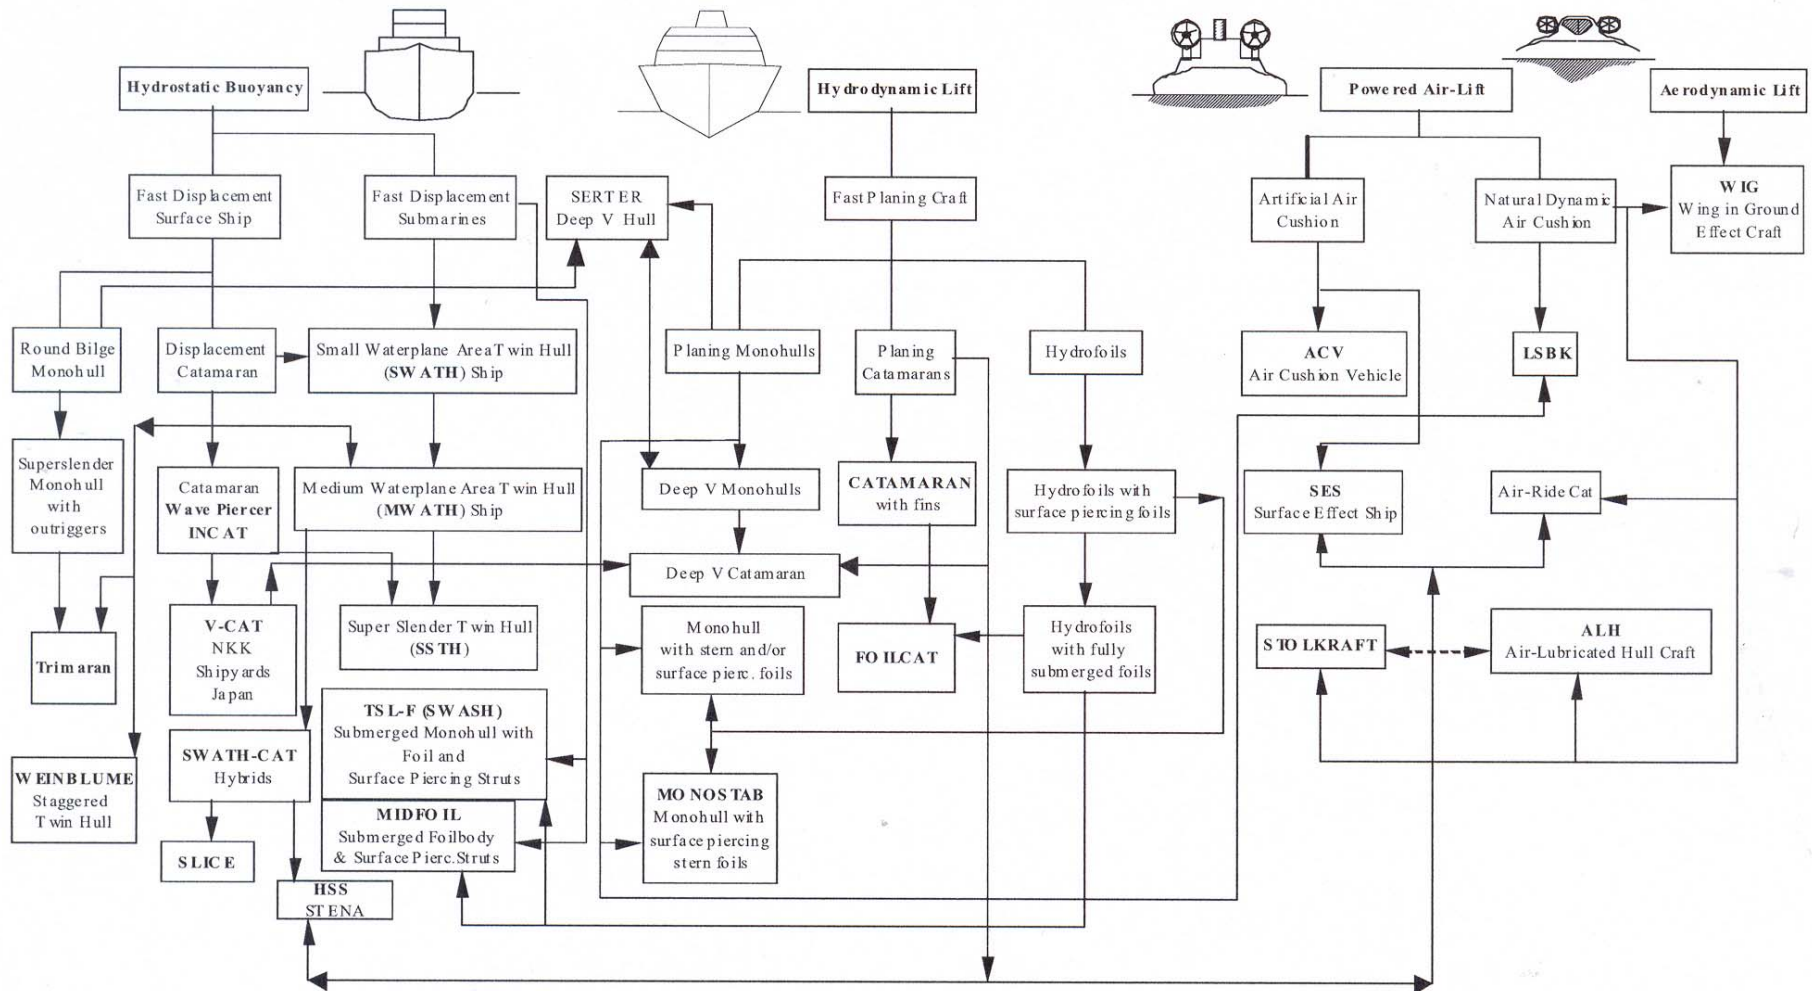 Hydrostatic Buoyancy
Hydrodynamic Lift
Powered Air-Lift
Aerodynamic Lift
Fast Displacement
Surface Ship
Fast Displacement
Submarines
SERTER
Deep V Hull
Fast Planing Craft
Artificial Air
Cushion
Natural Dynamic
Air Cushion
WIG
Wing in Ground
Effect Craft
Round Bilge
Monohull
Displacement
Catamaran
Small Waterplane Area Twin Hull
(SWATH) Ship
Planing Monohulls
Planing
Catamarans
Hydrofoils
ACV
Air Cushion Vehicle
LSBK
Superslender
Monohull
with
outriggers
Catamaran
Wave Piercer
INCAT
Medium Waterplane Area Twin Hull
(MWATH) Ship
Deep V Monohulls
CATAMARAN
with fins
Hydrofoils with
surface piercing foils
SES
Surface Effect Ship
Air-Ride Cat
Deep V Catamaran
Trimaran
V-CAT
NKK
Shipyards
Japan
Super Slender Twin Hull
(SSTH)
Monohull
with stern and/or
surface pierc. foils
FOILCAT
Hydrofoils
with fully
submerged foils
STOLKRAFT
ALH
Air-Lubricated Hull Craft
WEINBLUME
Staggered
Twin Hull
SWATH-CAT
Hybrids
TSL-F (SWASH)
Submerged Monohull with
Foil and
Surface Piercing Struts
MIDFOIL
Submerged Foilbody
& Surface Pierc.Struts
MONOSTAB
Monohull with
surface piercing
stern foils
SLICE
HSS
STENA